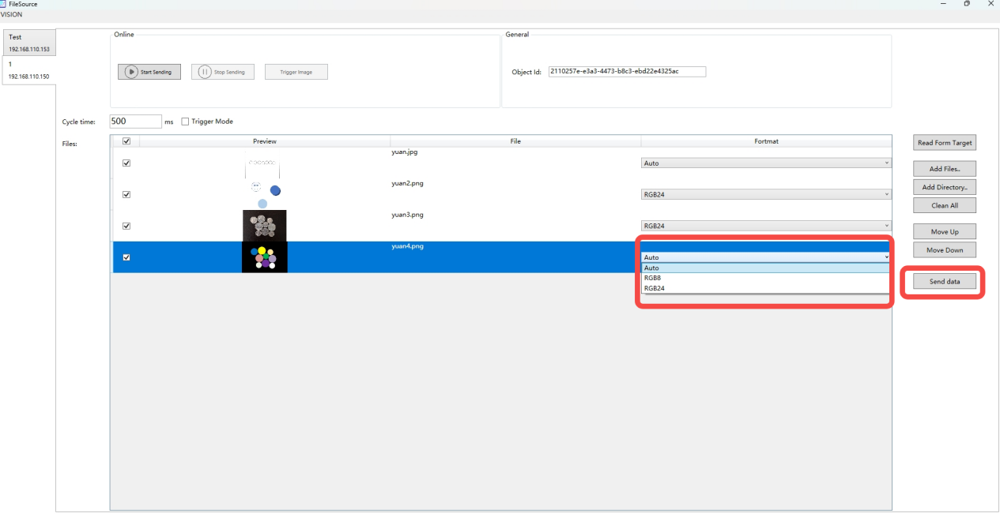 FileSource
VISION
Test
192.168.110.153
1
192.168.110.150
Online
Start Sending
Stop Sending
Trigger Image
General
Object Id: 2110257e-e3a3-4473-b8c3-ebd22e4325ac
Cycle time: 500 ms Trigger Mode
Files:
Preview File Fortmat
yuan.jpg
Auto
yuan2.png
RGB24
yuan3.png
RGB24
yuan4.png
Auto
Auto
RGB8
RGB24
Read Form Target
Add Files..
Add Directory..
Clean All
Move Up
Move Down
Send data